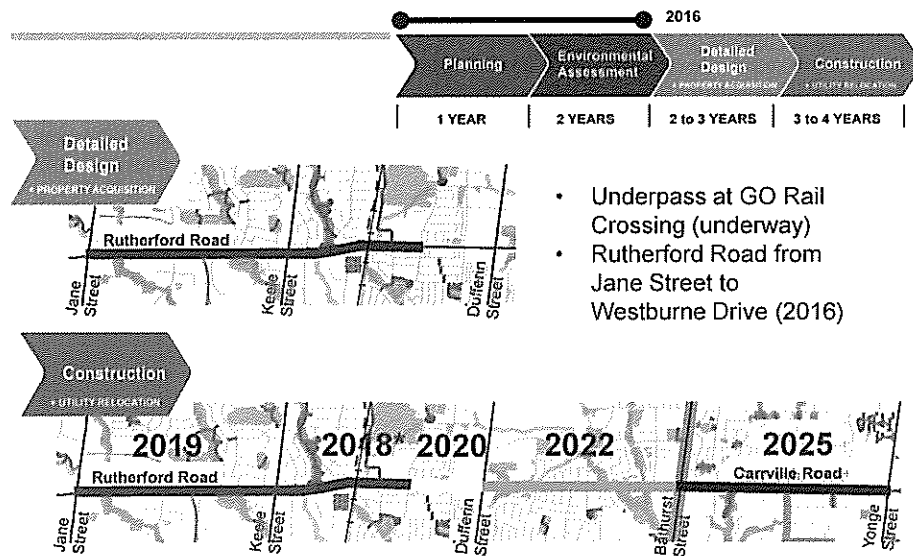 2016
Planning
Environmental
Assessment
Detailed
Design
+ PROPERTY ACQUISITION
Construction
+ UTILITY RELOCATION
1 YEAR
2 YEARS
2 to 3 YEARS
3 to 4 YEARS
Detailed
Design
+ PROPERTY ACQUISITION
Rutherford Road
Jane
Street
Keele
Street
Dufferin
Street
• Underpass at GO Rail
Crossing (underway)
• Rutherford Road from
Jane Street to
Westburne Drive (2016)
Construction
+ UTILITY RELOCATION
2019
2018*
2020
2022
2025
Rutherford Road
Carrville Road
Jane
Street
Keele
Street
Dufferin
Street
Bathurst
Street
Yonge
Street